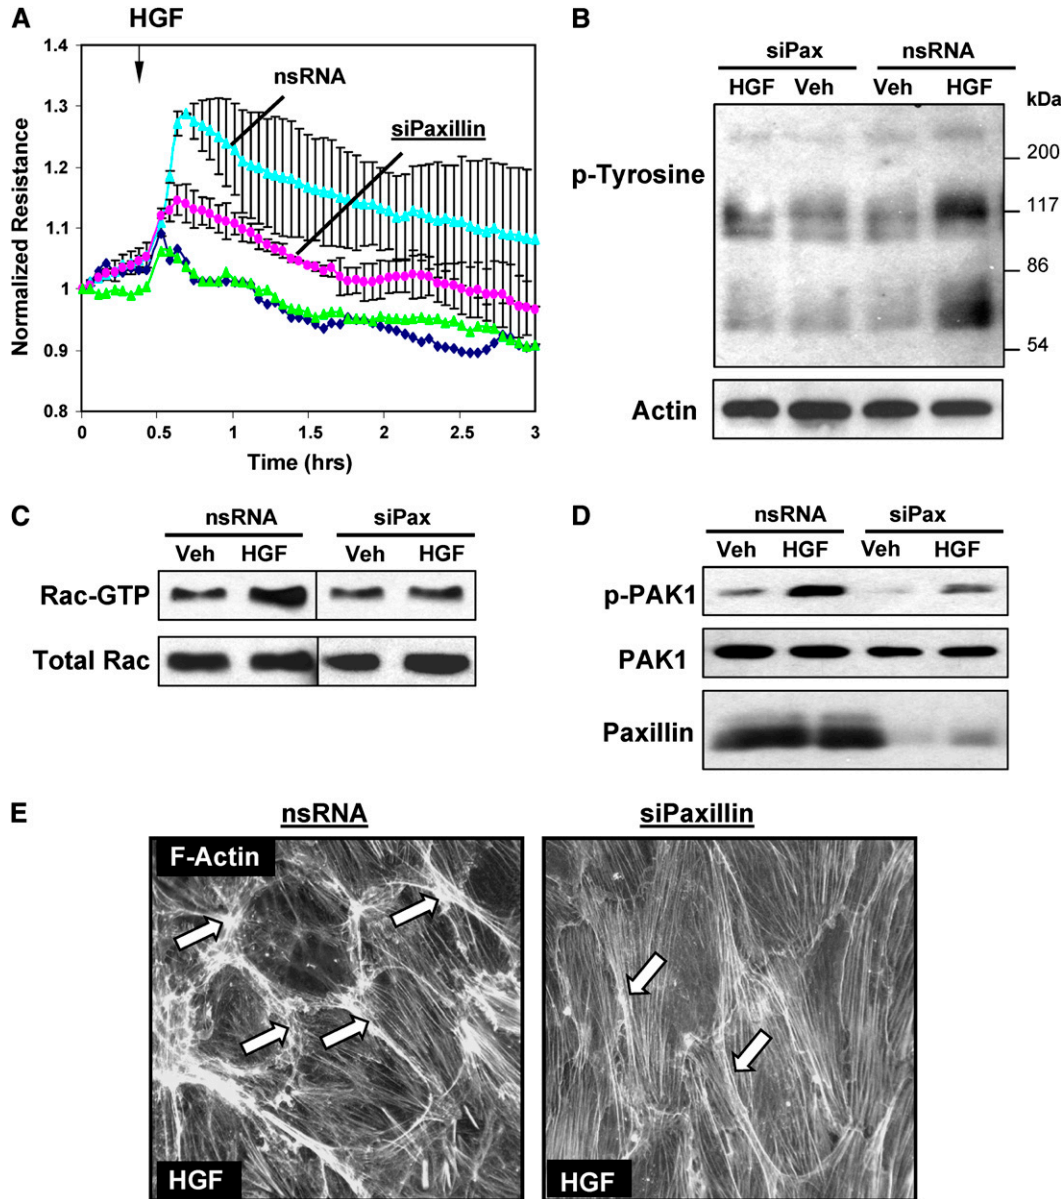 A
HGF
1.4
1.3
1.2
1.1
1
0.9
0.8
Normalized Resistance
nsRNA
siPaxillin
0 0.5 1 1.5 2 2.5 3
Time (hrs)
B
siPax nsRNA
HGF Veh Veh HGF
kDa
p-Tyrosine
200
117
86
54
Actin
C
nsRNA siPax
Veh HGF Veh HGF
Rac-GTP
Total Rac
D
nsRNA siPax
Veh HGF Veh HGF
p-PAK1
PAK1
Paxillin
E
nsRNA siPaxillin
F-Actin
HGF HGF